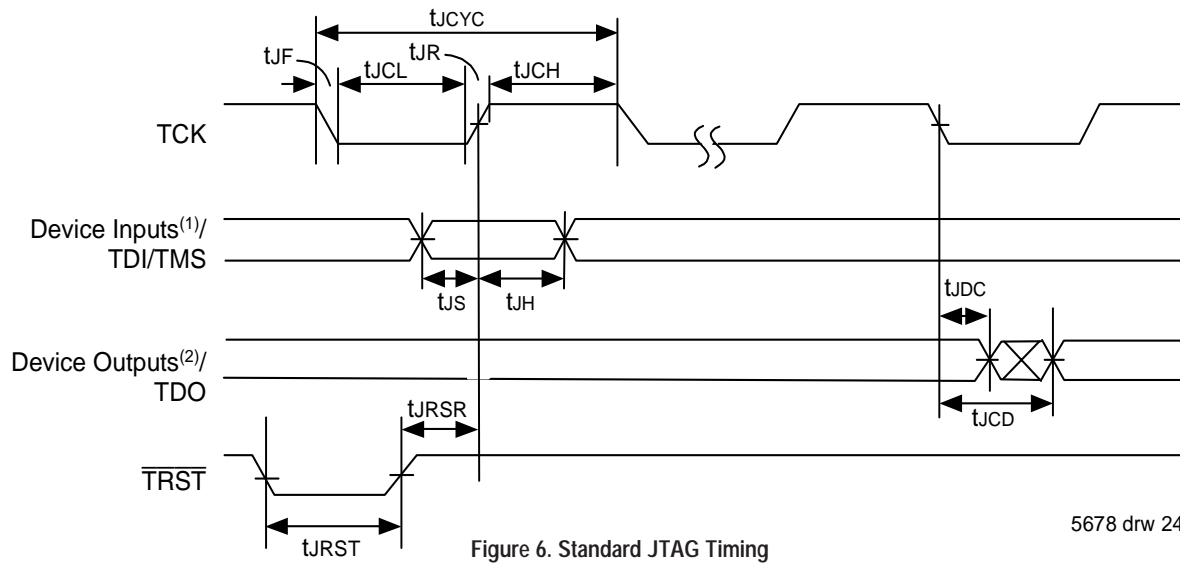 tJCYC
tJF
tJR
tJCL
tJCH
TCK
Device Inputs(1)/
TDI/TMS
tJS
tJH
tJDC
Device Outputs(2)/
TDO
tJCD
tJRSR
TRST
tJRST
5678 drw 24
Figure 6. Standard JTAG Timing